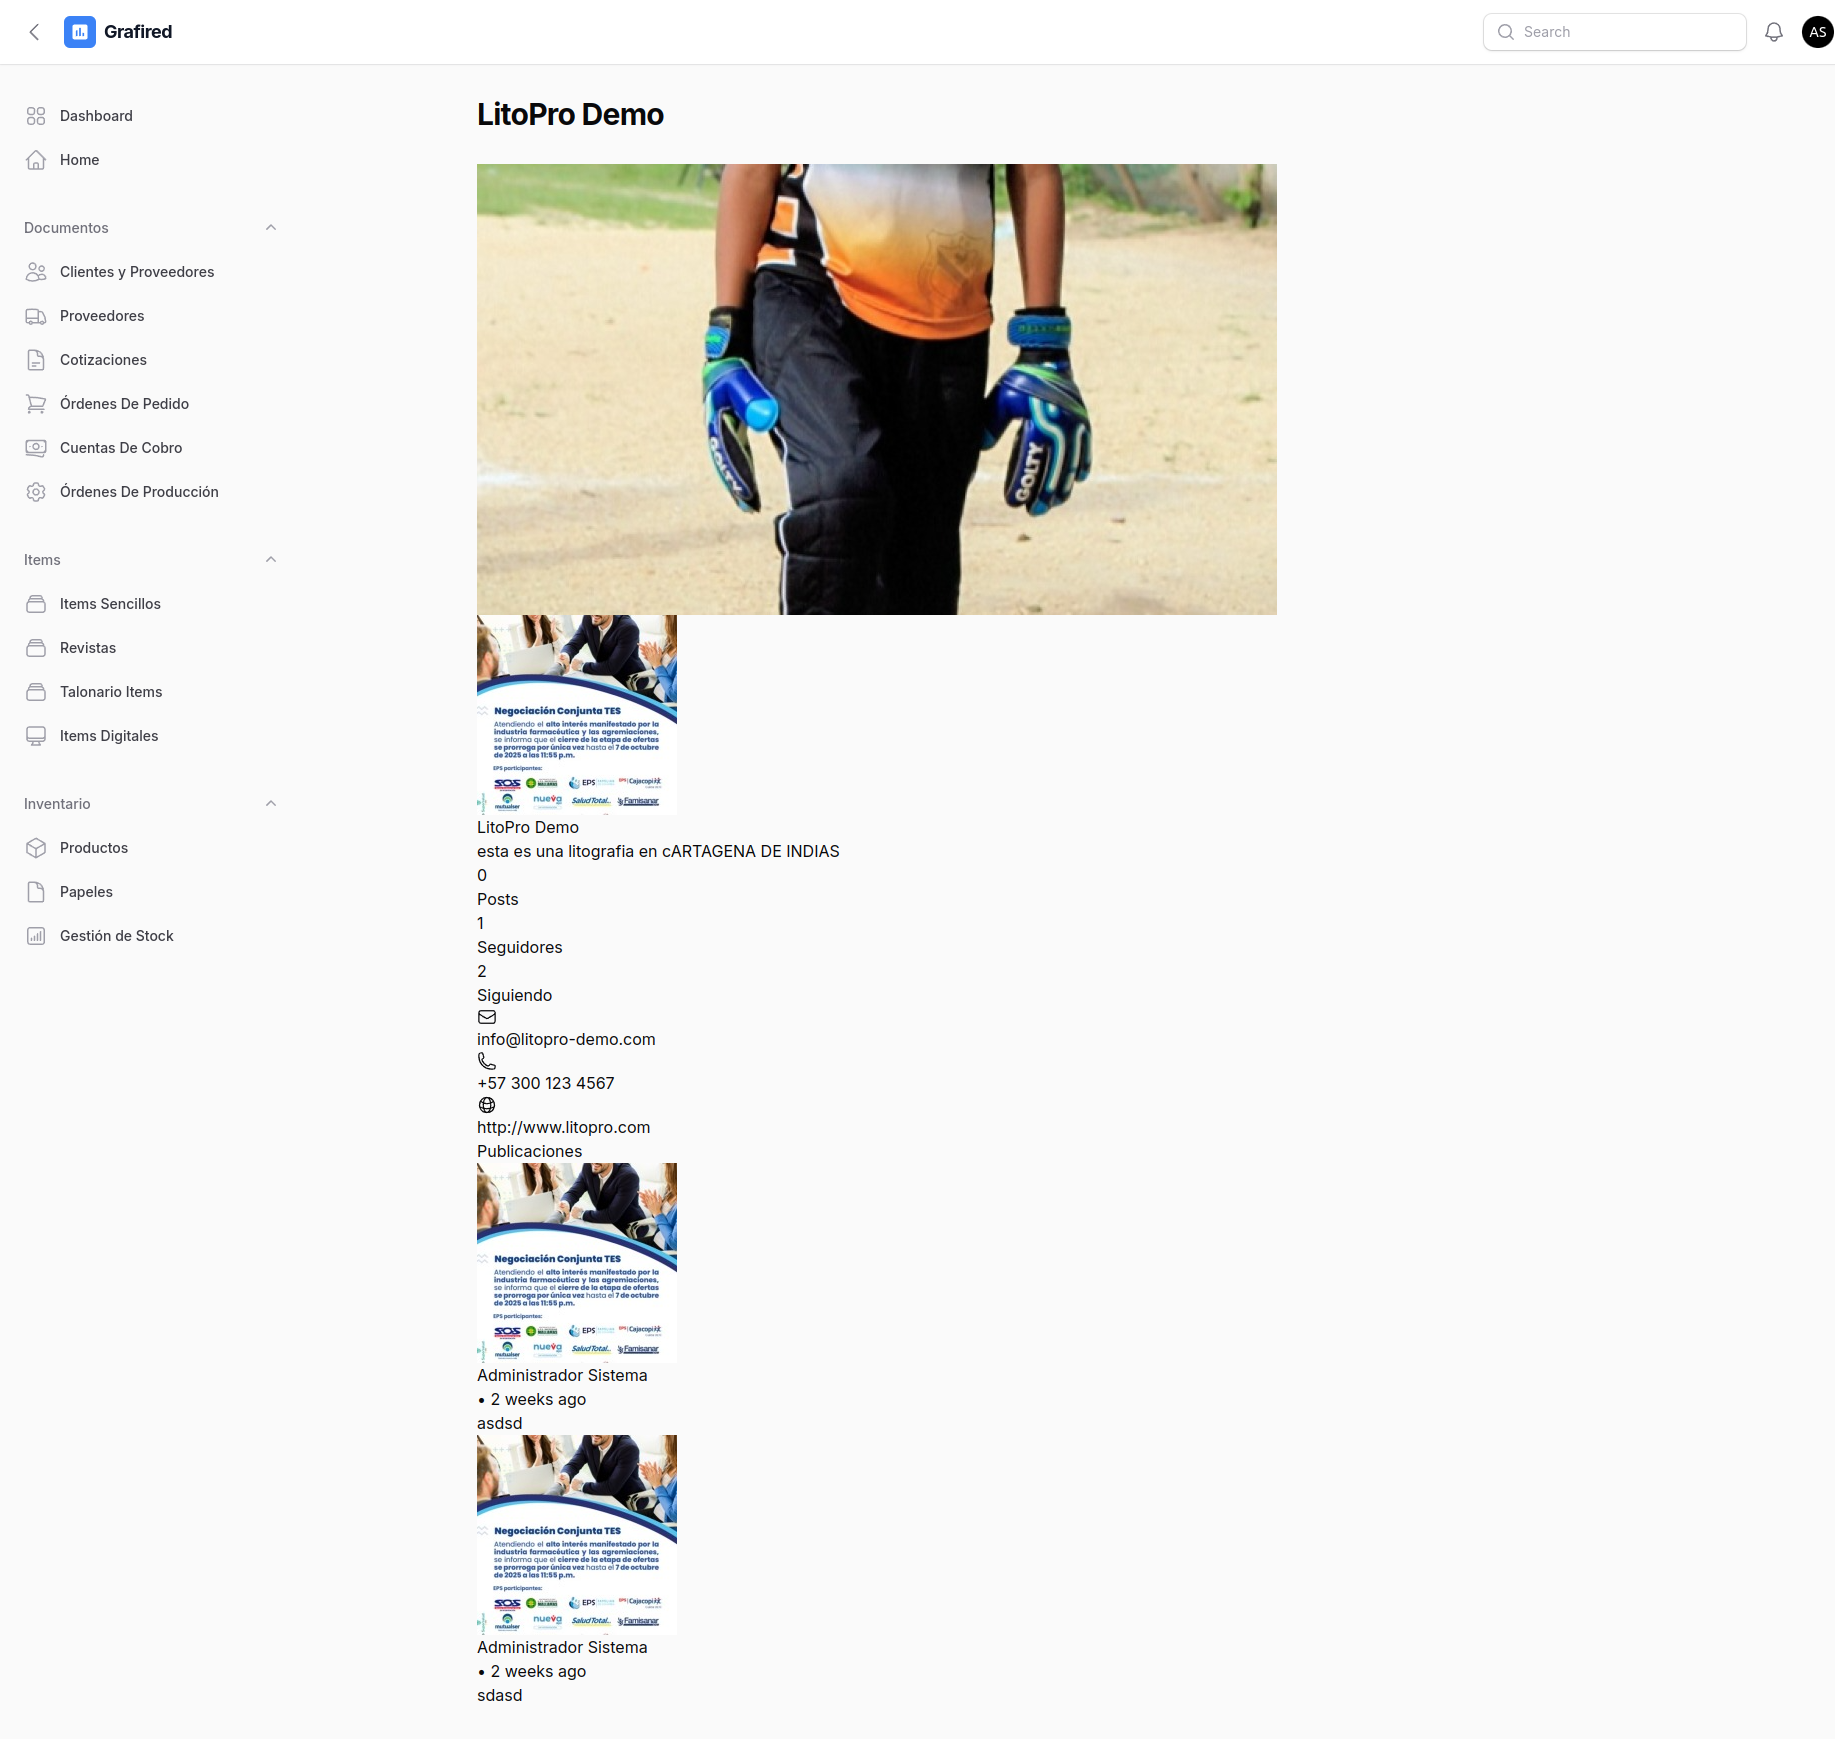 Grafired
Search
AS
Dashboard
Home
Documentos
Clientes y Proveedores
Proveedores
Cotizaciones
Órdenes De Pedido
Cuentas De Cobro
Órdenes De Producción
Items
Items Sencillos
Revistas
Talonario Items
Items Digitales
Inventario
Productos
Papeles
Gestión de Stock
LitoPro Demo
GOLTY
GOLTY
Negociación Conjunta TES
Atendiendo el alto interés manifestado por la
industria farmacéutica y las agremiaciones,
se informa que el cierre de la etapa de ofertas
se prorroga por única vez hasta el 7 de octubre
de 2025 a las 11:55 p.m.
EPS participantes:
SOS
MALLAMAS
EPS
EPS Cajacopi
mutualser
nueva
SaludTotal
Famisanar
LitoPro Demo
esta es una litografia en cARTAGENA DE INDIAS
0
Posts
1
Seguidores
2
Siguiendo
info@litopro-demo.com
+57 300 123 4567
http://www.litopro.com
Publicaciones
Negociación Conjunta TES
Atendiendo el alto interés manifestado por la
industria farmacéutica y las agremiaciones,
se informa que el cierre de la etapa de ofertas
se prorroga por única vez hasta el 7 de octubre
de 2025 a las 11:55 p.m.
EPS participantes:
SOS
MALLAMAS
EPS
EPS Cajacopi
mutualser
nueva
SaludTotal
Famisanar
Administrador Sistema
• 2 weeks ago
asdsd
Negociación Conjunta TES
Atendiendo el alto interés manifestado por la
industria farmacéutica y las agremiaciones,
se informa que el cierre de la etapa de ofertas
se prorroga por única vez hasta el 7 de octubre
de 2025 a las 11:55 p.m.
EPS participantes:
SOS
MALLAMAS
EPS
EPS Cajacopi
mutualser
nueva
SaludTotal
Famisanar
Administrador Sistema
• 2 weeks ago
sdasd